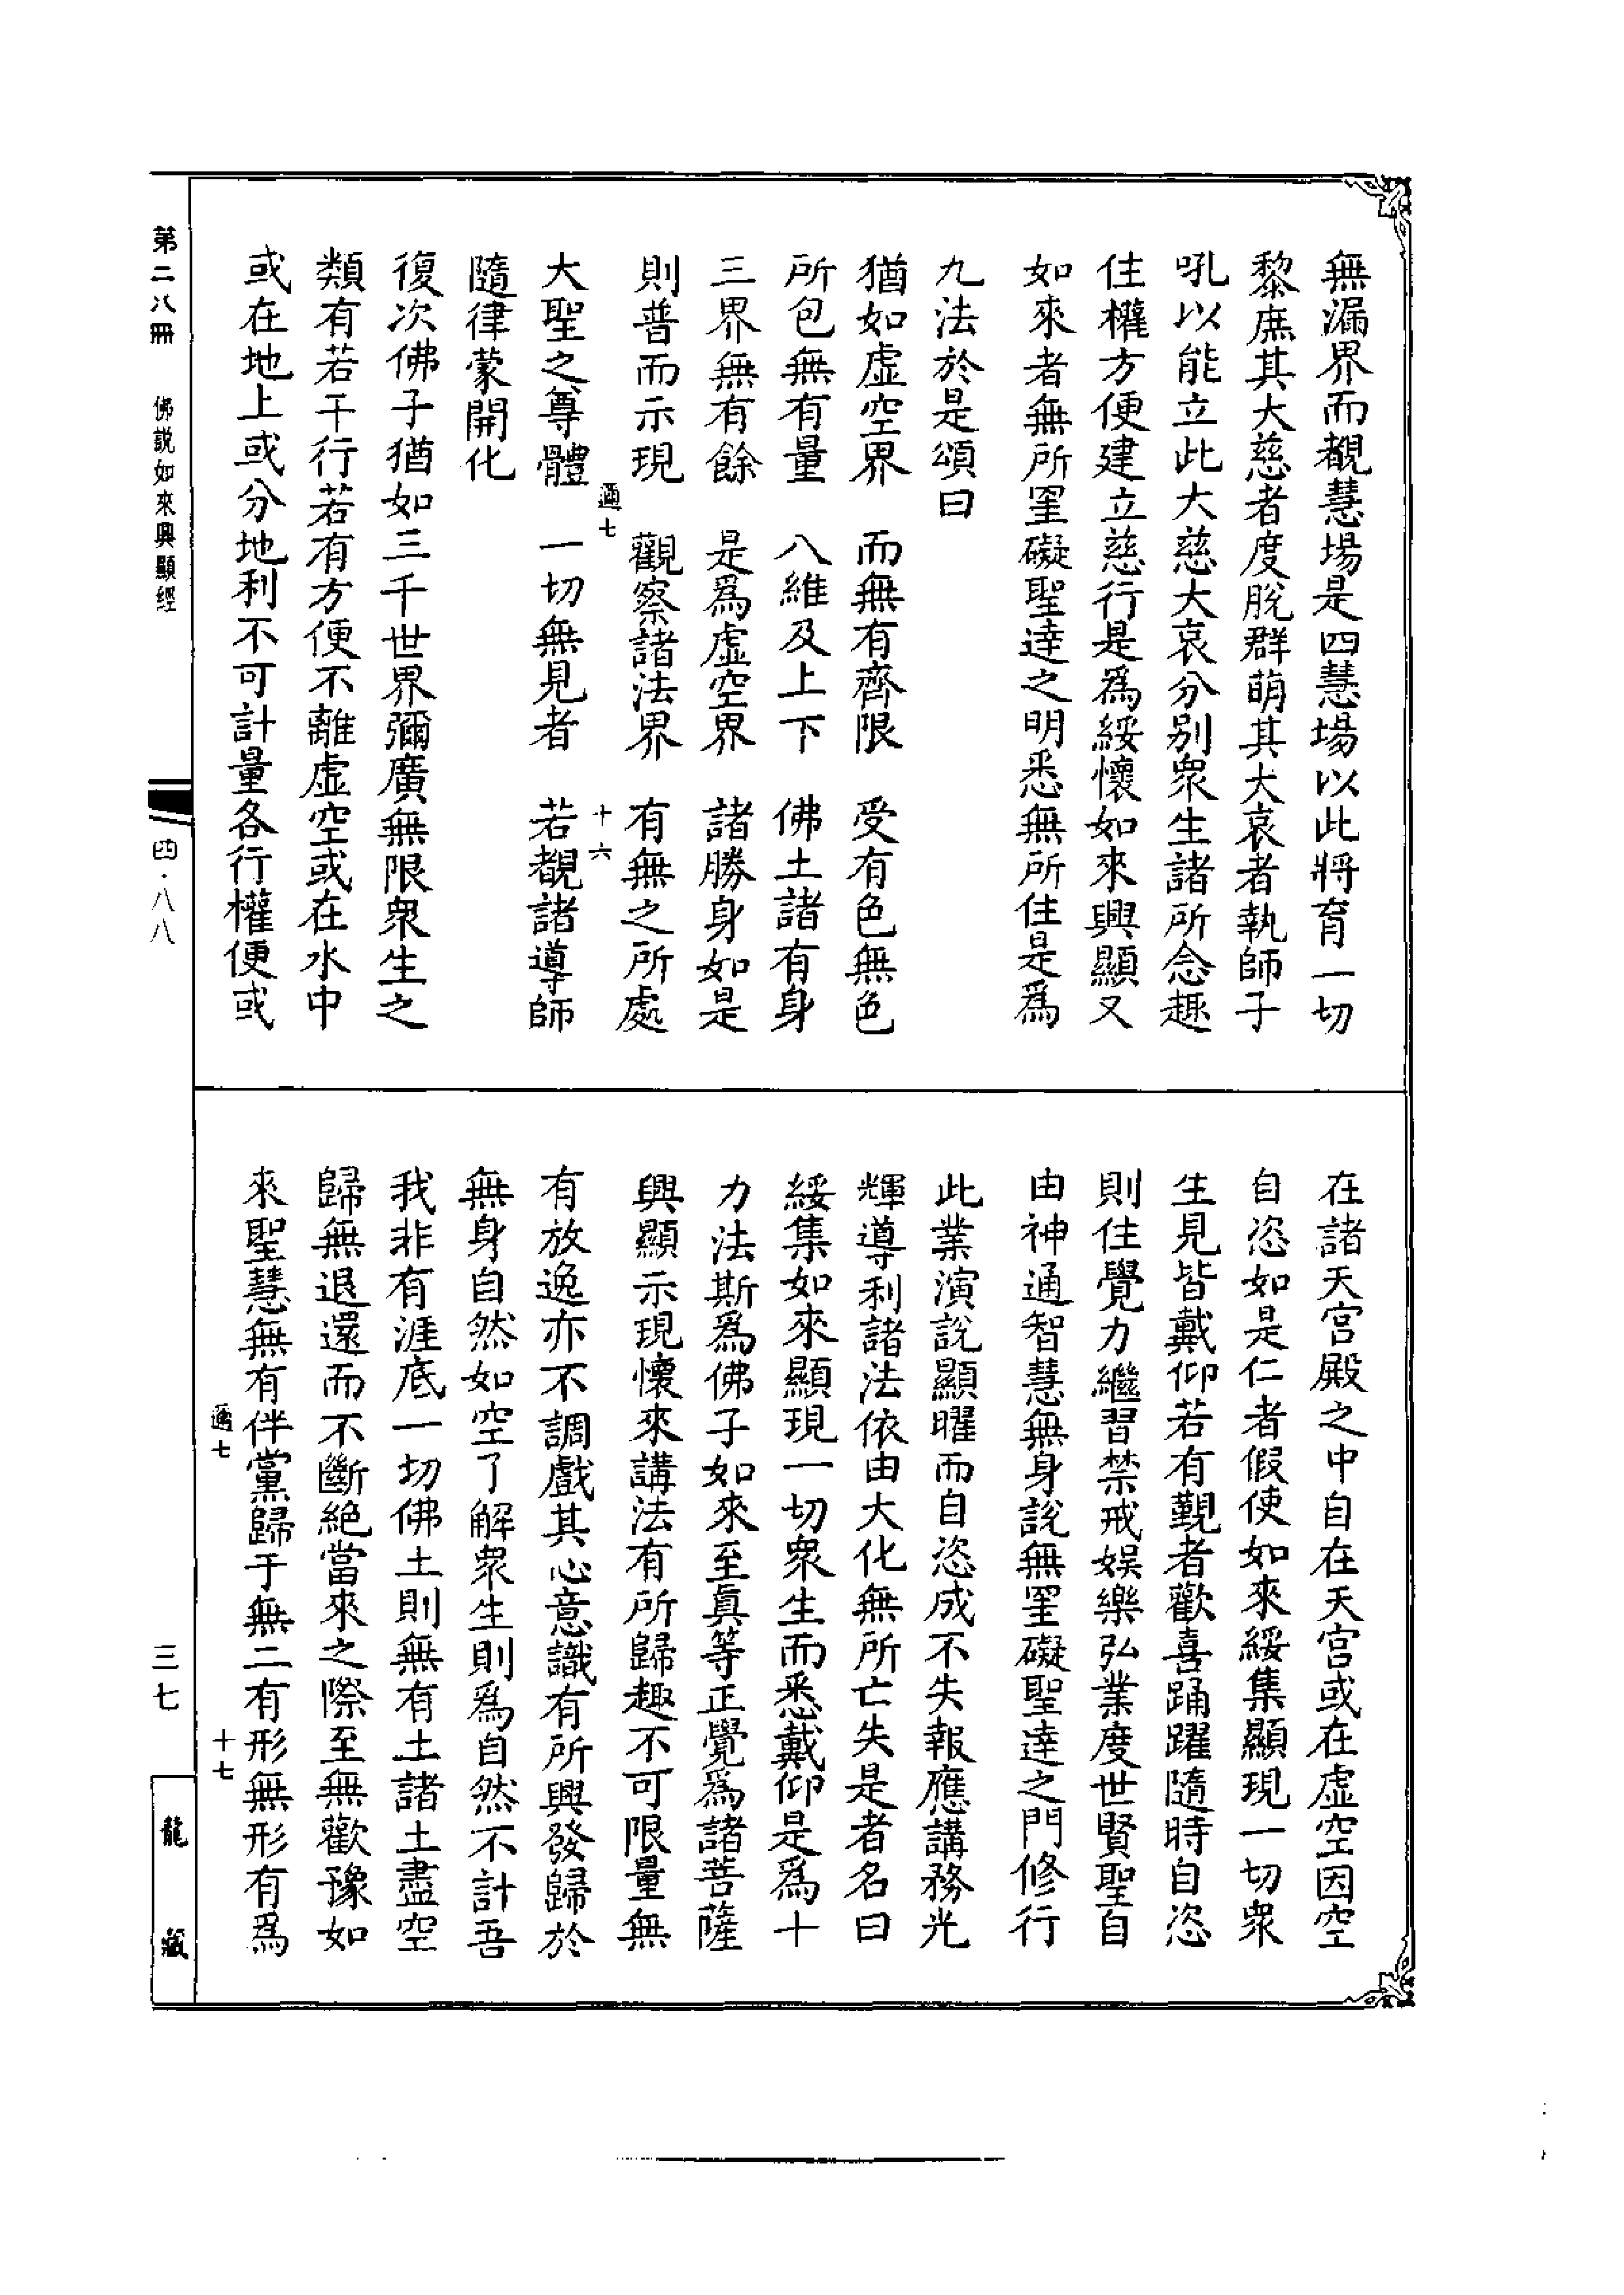 無漏界而覩慧場是四慧場以此將育一切
黎庶其大慈者度脫群萌其大哀者執師子
吼以能立此大慈大哀分別衆生諸所念趣
住權方便建立慈行是爲綏懷如來興顯又
如來者無所罣礙聖達之明悉無所住是爲
九法於是頌曰
猶如虛空界　而無有齊限　受有色無色
所包無有量　八維及上下　佛土諸有身
三界無有餘　是爲虛空界　諸勝身如是
則普而示現　觀察諸法界　有無之所處
邇七　十六
大聖之尊體　一切無見者　若覩諸導師
隨律蒙開化
復次佛子猶如三千世界彌廣無限衆生之
類有若干行若有方便不離虛空或在水中
或在地上或分地利不可計量各行權便或
在諸天宮殿之中自在天宮或在虛空因空
自恣如是仁者假使如來綏集顯現一切衆
生見皆戴仰若有覲者歡喜踊躍隨時自恣
則住覺力繼習禁戒娛樂弘業度世賢聖自
由神通智慧無身說無罣礙聖達之門修行
此業演說顯曜而自恣成不失報應講務光
輝導利諸法依由大化無所亡失是者名曰
綏集如來顯現一切衆生而悉戴仰是爲十
力法斯爲佛子如來至眞等正覺爲諸菩薩
興顯示現懷來講法有所歸趣不可限量無
有放逸亦不調戲其心意識有所興發歸於
無身自然如空了解衆生則爲自然不計吾
我非有涯底一切佛土則無有土諸土盡空
歸無退還而不斷絕當來之際至無歡豫如
來聖慧無有伴黨歸于無二有形無形有爲
邇七　十七
第二八冊　佛說如來興顯經
四·八八
三七
龍藏